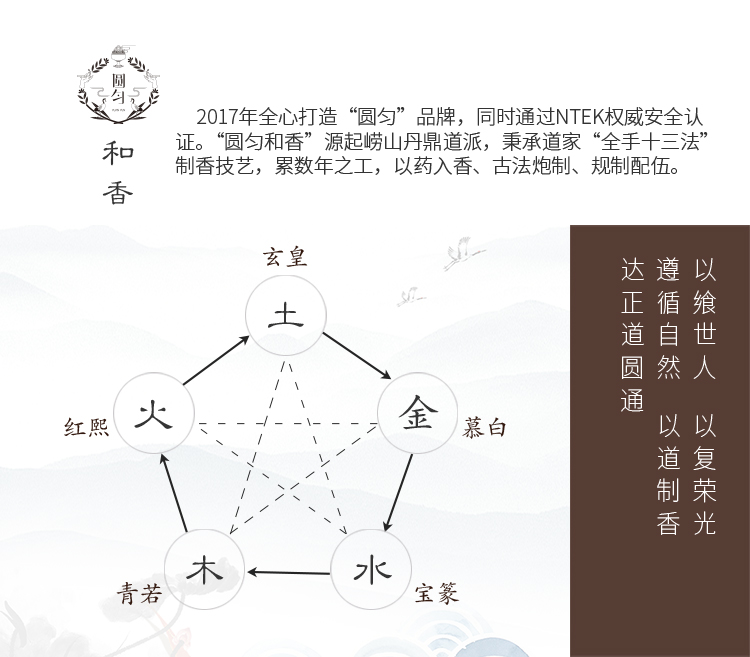 圆匀
和香
2017年全心打造“圆匀”品牌，同时通过NTEK权威安全认
证。“圆匀和香”源起崂山丹鼎道派，秉承道家“全手十三法”
制香技艺，累数年之工，以药入香、古法炮制、规制配伍。
玄皇
土
火
红熙
金
慕白
木
青若
水
宝篆
以飨世人 以复荣光
遵循自然 以道制香
达正道圆通